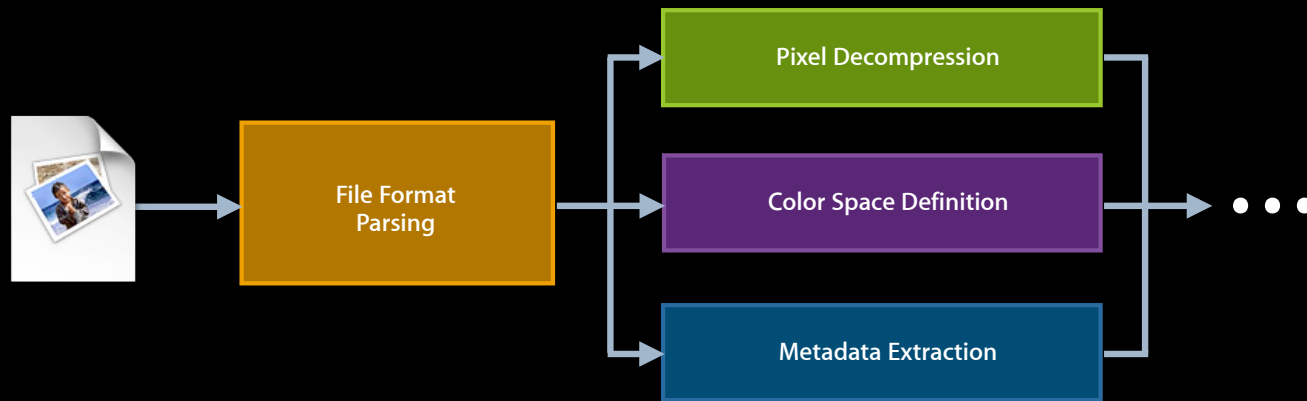 File Format
Parsing
Pixel Decompression
Color Space Definition
Metadata Extraction